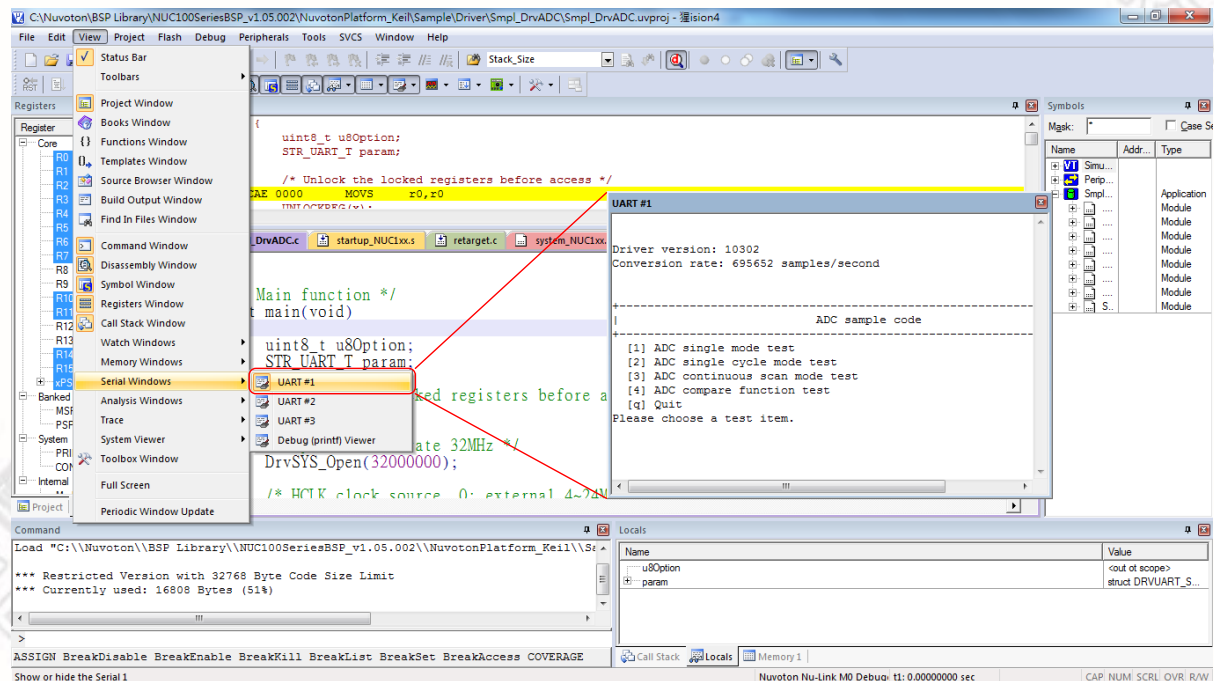 C:\Nuvoton\BSP Library\NUC100SeriesBSP_v1.05.002\NuvotonPlatform_Keil\Sample\Driver\Smpl_DrvADC\Smpl_DrvADC.uvproj - 狸ision4
File Edit View Project Flash Debug Peripherals Tools SVCS Window Help
Stack_Size
Status Bar
Toolbars
Project Window
Books Window
Functions Window
Templates Window
Source Browser Window
Build Output Window
Find In Files Window
Command Window
Disassembly Window
Symbol Window
Registers Window
Call Stack Window
Watch Windows
Memory Windows
Serial Windows
Analysis Windows
Trace
System Viewer
Toolbox Window
Full Screen
Periodic Window Update
UART #1
UART #2
UART #3
Debug (printf) Viewer
Registers
Register
Core
R0
R1
R2
R3
R4
R5
R6
R7
R8
R9
R10
R11
R12
R13
R14
R15
xPS
Banked
MSP
PSP
System
PRI
CON
Internal
Project
{
uint8_t u8Option;
STR_UART_T param;
/* Unlock the locked registers before access */
CAE 0000 MOVS r0,r0
UNLOCKREG(x);
_DrvADC.c startup_NUC1xx.s retarget.c system_NUC1xx.
Main function */
t main(void)
uint8_t u8Option;
STR_UART_T param;
ked registers before a
ate 32MHz */
DrvSYS_Open(32000000);
/* HCLK clock source. 0: external 4~24M
UART #1
Driver version: 10302
Conversion rate: 695652 samples/second
+------------------------------------------------
| ADC sample code
+------------------------------------------------
[1] ADC single mode test
[2] ADC single cycle mode test
[3] ADC continuous scan mode test
[4] ADC compare function test
[q] Quit
Please choose a test item.
Symbols
Mask: * Case Se
Name Addr... Type
Simu...
Perip...
Smpl... Application
.... Module
.... Module
.... Module
.... Module
.... Module
.... Module
.... Module
S.. Module
Command
Load "C:\\Nuvoton\\BSP Library\\NUC100SeriesBSP_v1.05.002\\NuvotonPlatform_Keil\\Sa
*** Restricted Version with 32768 Byte Code Size Limit
*** Currently used: 16808 Bytes (51%)
>
ASSIGN BreakDisable BreakEnable BreakKill BreakList BreakSet BreakAccess COVERAGE
Locals
Name Value
u8Option <out of scope>
param struct DRVUART_S...
Call Stack Locals Memory 1
Show or hide the Serial 1 Nuvoton Nu-Link M0 Debug t1: 0.00000000 sec CAP NUM SCRL OVR R/W